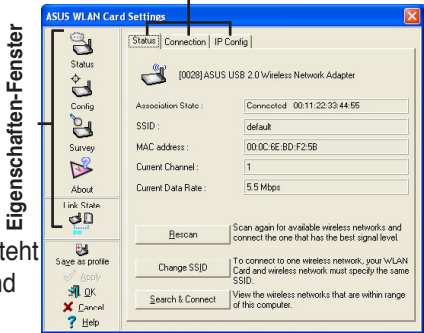 Eigenschaften-Fenster
teht
nd
ASUS WLAN Card Settings
Status
Config
Survey
About
Link State
Save as profile
Apply
OK
Cancel
Help
Status Connection IP Config
[0028] ASUS USB 2.0 Wireless Network Adapter
Association State : Connected 00:11:22:33:44:55
SSID : default
MAC address : 00:0C:6E:BD:F2:5B
Current Channel : 1
Current Data Rate : 5.5 Mbps
Rescan
Scan again for available wireless networks and
connect the one that has the best signal level.
Change SSID
To connect to one wireless network, your WLAN
Card and wireless network must specify the same
SSID.
Search & Connect
View the wireless networks that are within range
of this computer.